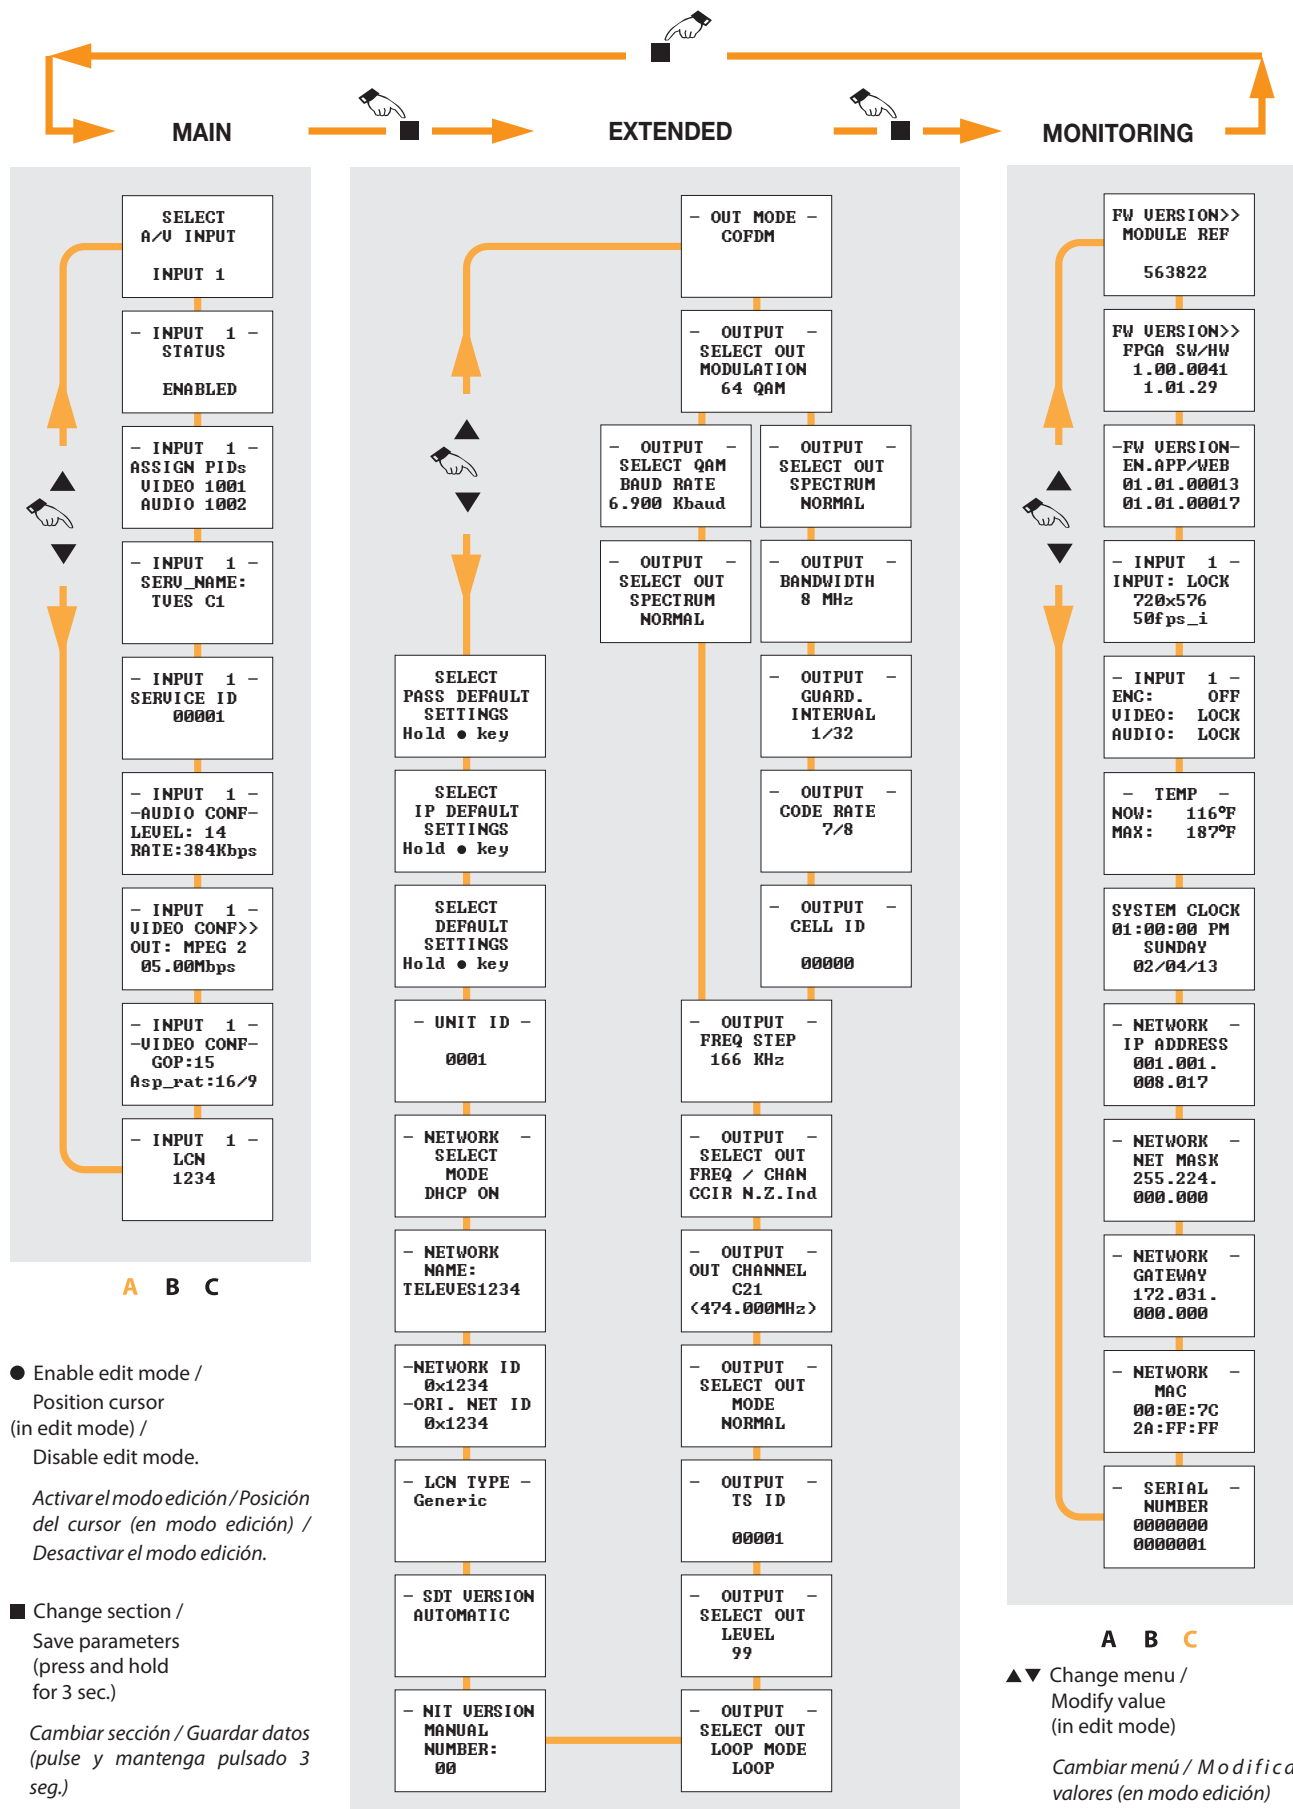 MAIN
EXTENDED
MONITORING
SELECT
A/V INPUT
INPUT 1
- INPUT 1 -
STATUS
ENABLED
- INPUT 1 -
ASSIGN PIDs
VIDEO 1001
AUDIO 1002
- INPUT 1 -
SERV_NAME:
TVES C1
- INPUT 1 -
SERVICE ID
00001
- INPUT 1 -
-AUDIO CONF-
LEVEL: 14
RATE:384Kbps
- INPUT 1 -
VIDEO CONF>>
OUT: MPEG 2
05.00Mbps
- INPUT 1 -
-VIDEO CONF-
GOP:15
Asp_rat:16/9
- INPUT 1 -
LCN
1234
A B C
● Enable edit mode /
Position cursor
(in edit mode) /
Disable edit mode.
Activar el modo edición / Posición
del cursor (en modo edición) /
Desactivar el modo edición.
■ Change section /
Save parameters
(press and hold
for 3 sec.)
Cambiar sección / Guardar datos
(pulse y mantenga pulsado 3
seg.)
- OUT MODE -
COFDM
- OUTPUT -
SELECT OUT
MODULATION
64 QAM
- OUTPUT -
SELECT QAM
BAUD RATE
6.900 Kbaud
- OUTPUT -
SELECT OUT
SPECTRUM
NORMAL
- OUTPUT -
SELECT OUT
SPECTRUM
NORMAL
- OUTPUT -
BANDWIDTH
8 MHz
- OUTPUT -
GUARD.
INTERVAL
1/32
- OUTPUT -
CODE RATE
7/8
- OUTPUT -
CELL ID
00000
- OUTPUT -
FREQ STEP
166 KHz
- OUTPUT -
SELECT OUT
FREQ / CHAN
CCIR N.Z.Ind
- OUTPUT -
OUT CHANNEL
C21
(474.000MHz)
- OUTPUT -
SELECT OUT
MODE
NORMAL
- OUTPUT -
TS ID
00001
- OUTPUT -
SELECT OUT
LEVEL
99
- OUTPUT -
SELECT OUT
LOOP MODE
LOOP
SELECT
PASS DEFAULT
SETTINGS
Hold ● key
SELECT
IP DEFAULT
SETTINGS
Hold ● key
SELECT
DEFAULT
SETTINGS
Hold ● key
- UNIT ID -
0001
- NETWORK -
SELECT
MODE
DHCP ON
- NETWORK
NAME:
TELEVES1234
-NETWORK ID
0x1234
-ORI. NET ID
0x1234
- LCN TYPE -
Generic
- SDT VERSION
AUTOMATIC
- NIT VERSION
MANUAL
NUMBER:
00
FW VERSION>>
MODULE REF
563822
FW VERSION>>
FPGA SW/HW
1.00.0041
1.01.29
-FW VERSION-
EN.APP/WEB
01.01.00013
01.01.00017
- INPUT 1 -
INPUT: LOCK
720x576
50fps_i
- INPUT 1 -
ENC: OFF
VIDEO: LOCK
AUDIO: LOCK
- TEMP -
NOW: 116ºF
MAX: 187ºF
SYSTEM CLOCK
01:00:00 PM
SUNDAY
02/04/13
- NETWORK -
IP ADDRESS
001.001.
008.017
- NETWORK -
NET MASK
255.224.
000.000
- NETWORK -
GATEWAY
172.031.
000.000
- NETWORK -
MAC
00:0E:7C
2A:FF:FF
- SERIAL -
NUMBER
0000000
0000001
A B C
▲▼ Change menu /
Modify value
(in edit mode)
Cambiar menú / Modifica
valores (en modo edición)